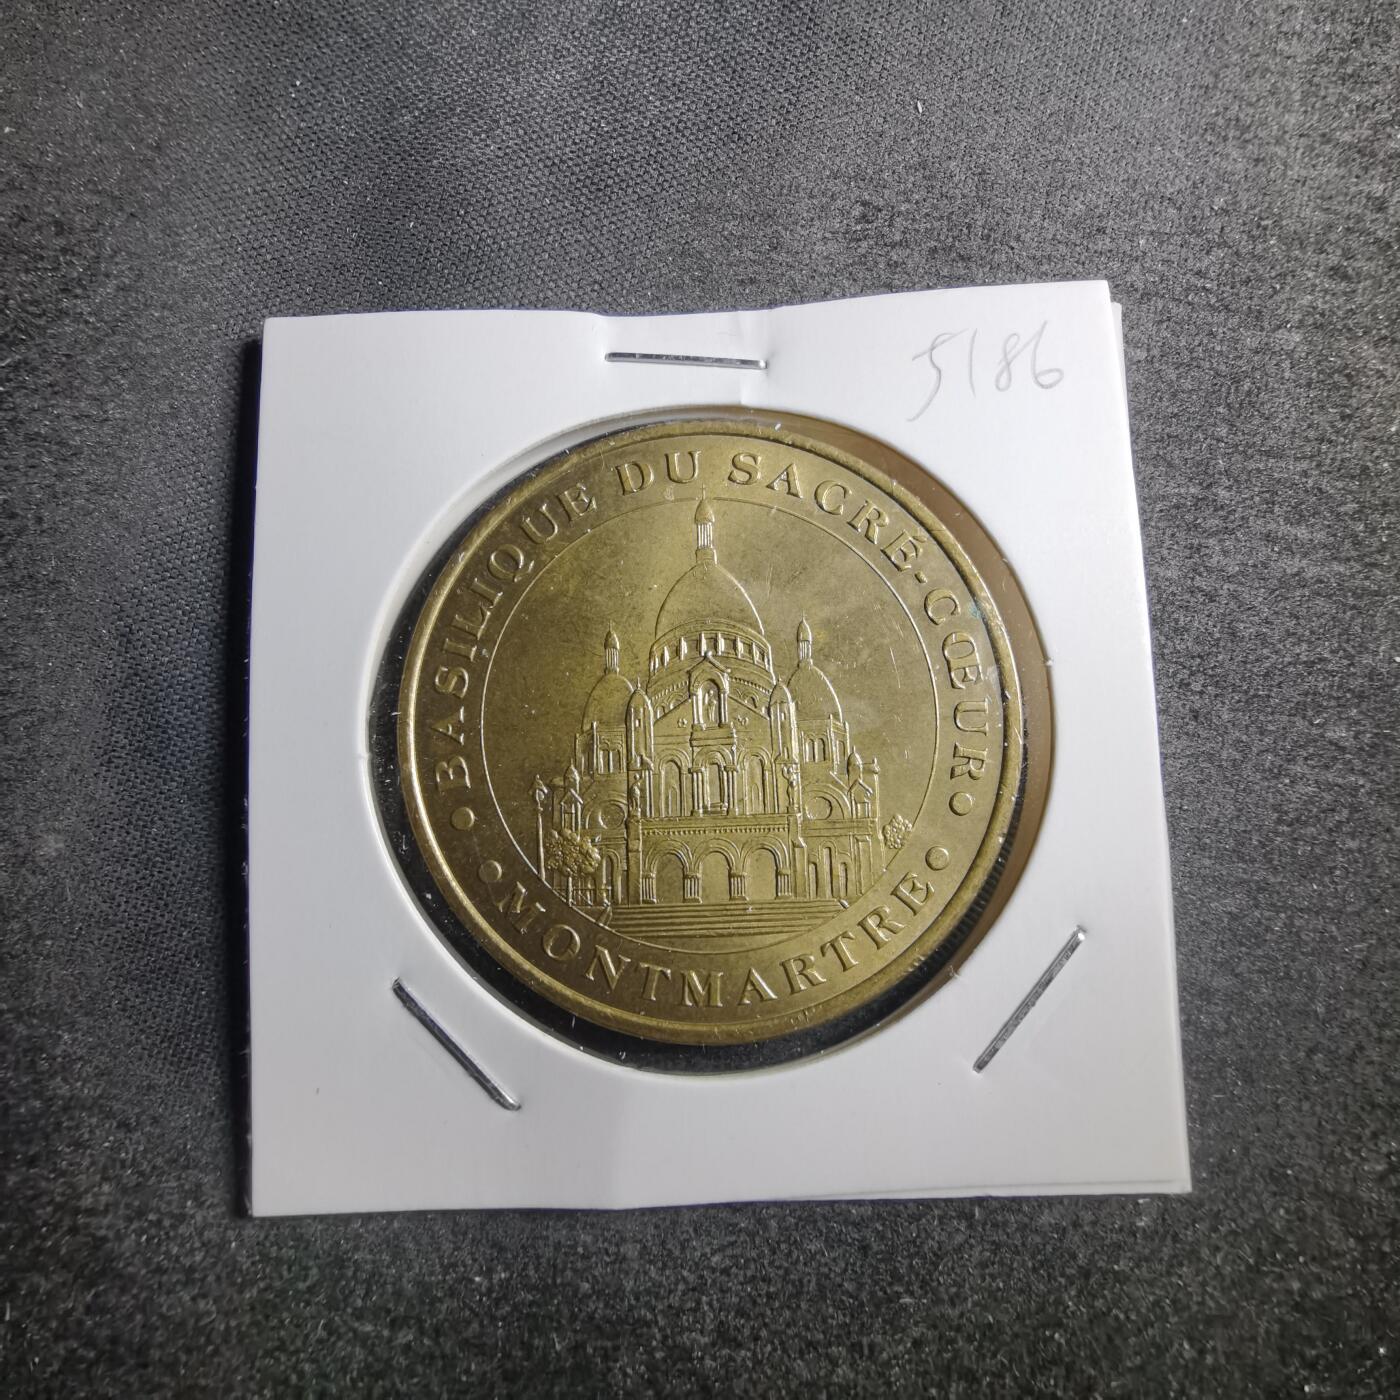 5186
BASILIQUE DU SACRÉ-CŒUR
MONTMARTRE